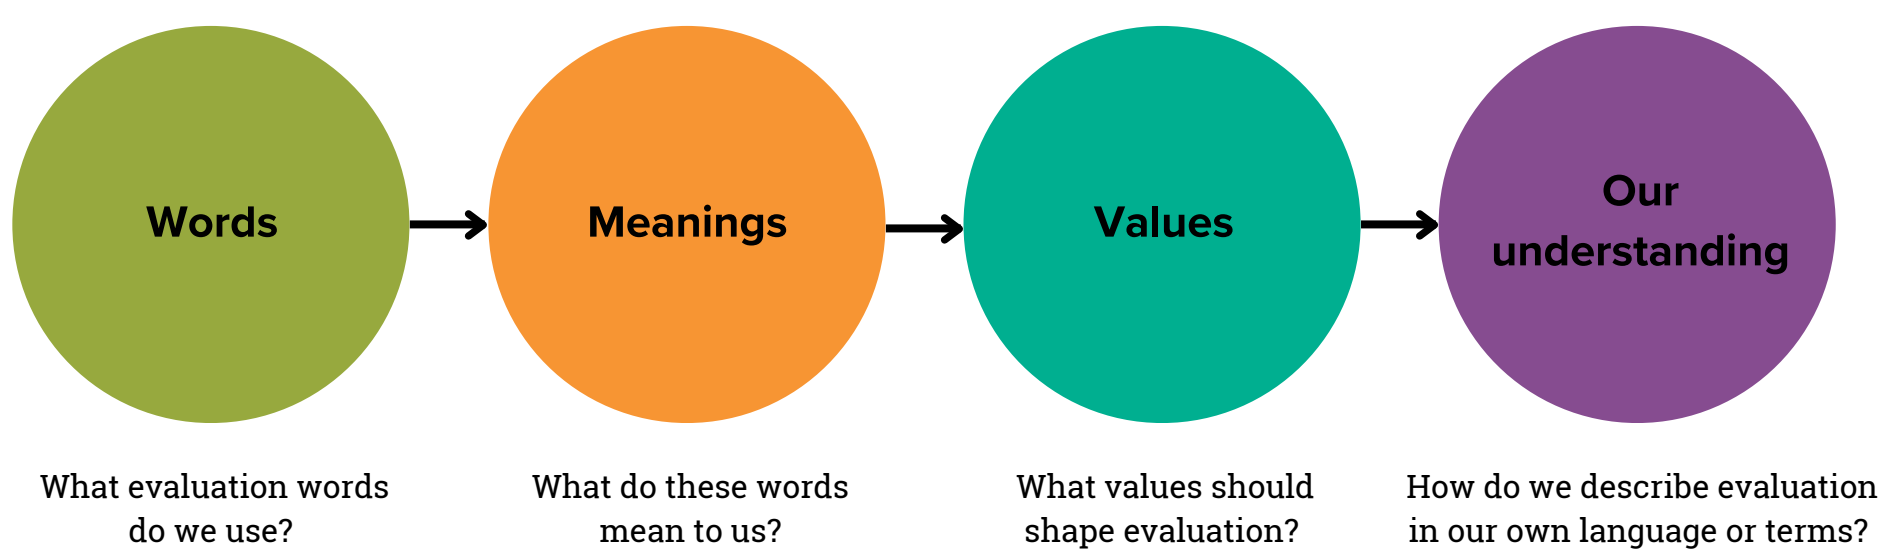 Words
Meanings
Values
Our
understanding
What evaluation words
do we use?
What do these words
mean to us?
What values should
shape evaluation?
How do we describe evaluation
in our own language or terms?